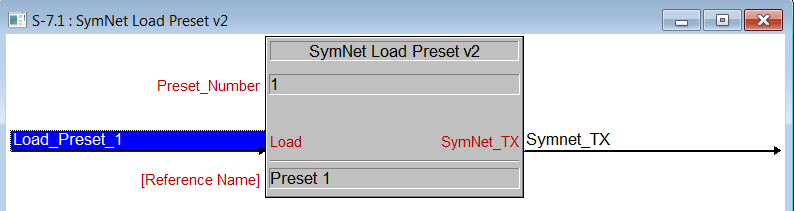 S-7.1 : SymNet Load Preset v2
SymNet Load Preset v2
Preset_Number
1
Load_Preset_1
Load
SymNet_TX
Symnet_TX
[Reference Name]
Preset 1